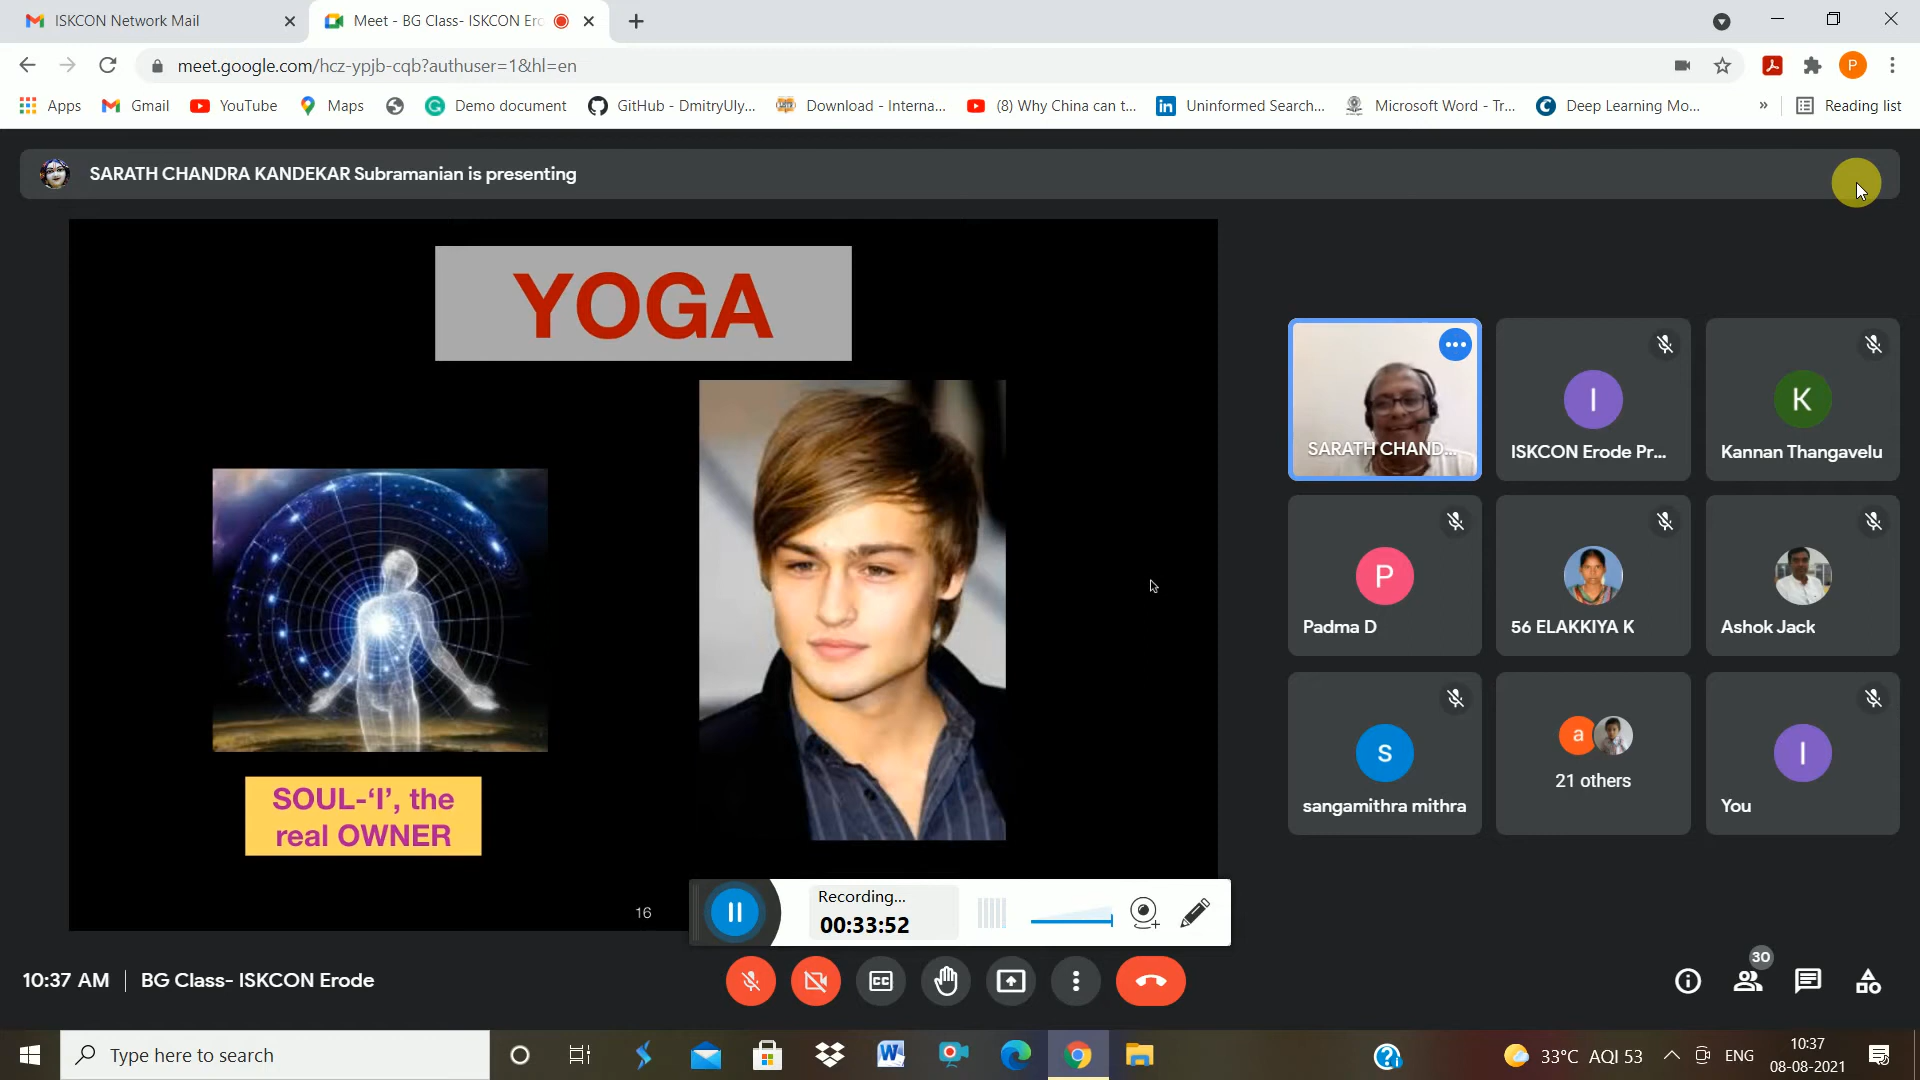 ISKCON Network Mail
Meet - BG Class- ISKCON Erc
meet.google.com/hcz-ypjb-cqb?authuser=1&hl=en
P
Apps
Gmail
YouTube
Maps
Demo document
GitHub - DmitryUly...
Download - Interna...
(8) Why China can t...
Uninformed Search...
Microsoft Word - Tr...
Deep Learning Mo...
Reading list
SARATH CHANDRA KANDEKAR Subramanian is presenting
YOGA
SOUL-‘I’, the
real OWNER
16
SARATH CHAND...
I
ISKCON Erode Pr...
K
Kannan Thangavelu
P
Padma D
56 ELAKKIYA K
Ashok Jack
s
sangamithra mithra
a
21 others
I
You
Recording...
00:33:52
10:37 AM
BG Class- ISKCON Erode
CC
30
Type here to search
33°C AQI 53
ENG
10:37
08-08-2021